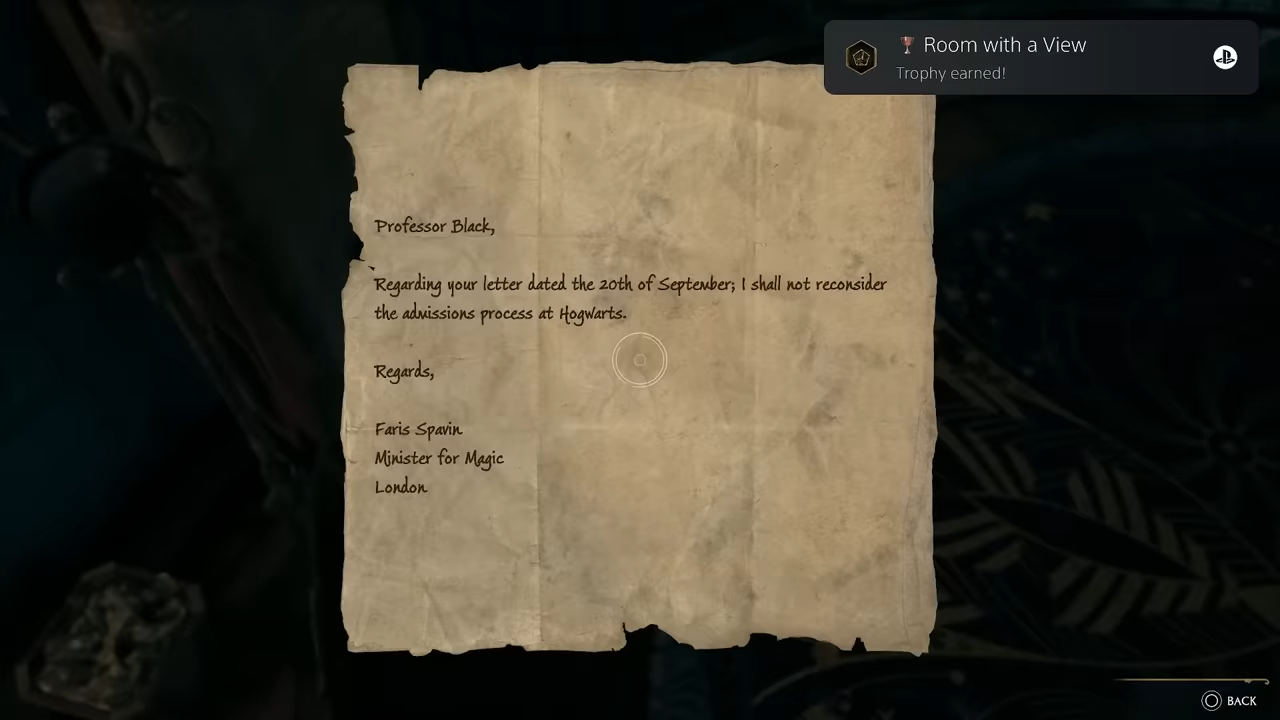 Room with a View
Trophy earned!
Professor Black,
Regarding your letter dated the 20th of September; I shall not reconsider
the admissions process at Hogwarts.
Regards,
Faris Spavin
Minister for Magic
London
BACK